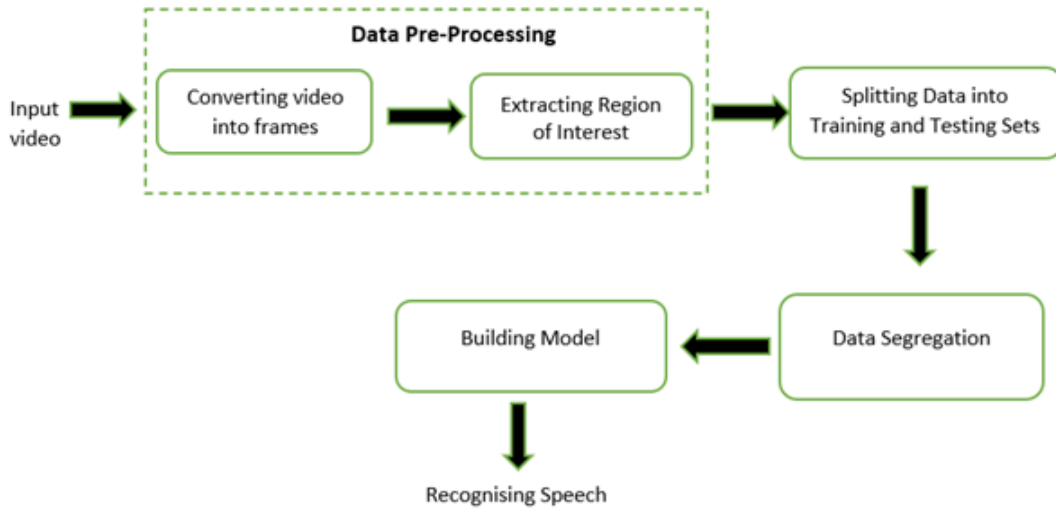 Data Pre-Processing
Input
video
Converting video
into frames
Extracting Region
of Interest
Splitting Data into
Training and Testing Sets
Data Segregation
Building Model
Recognising Speech